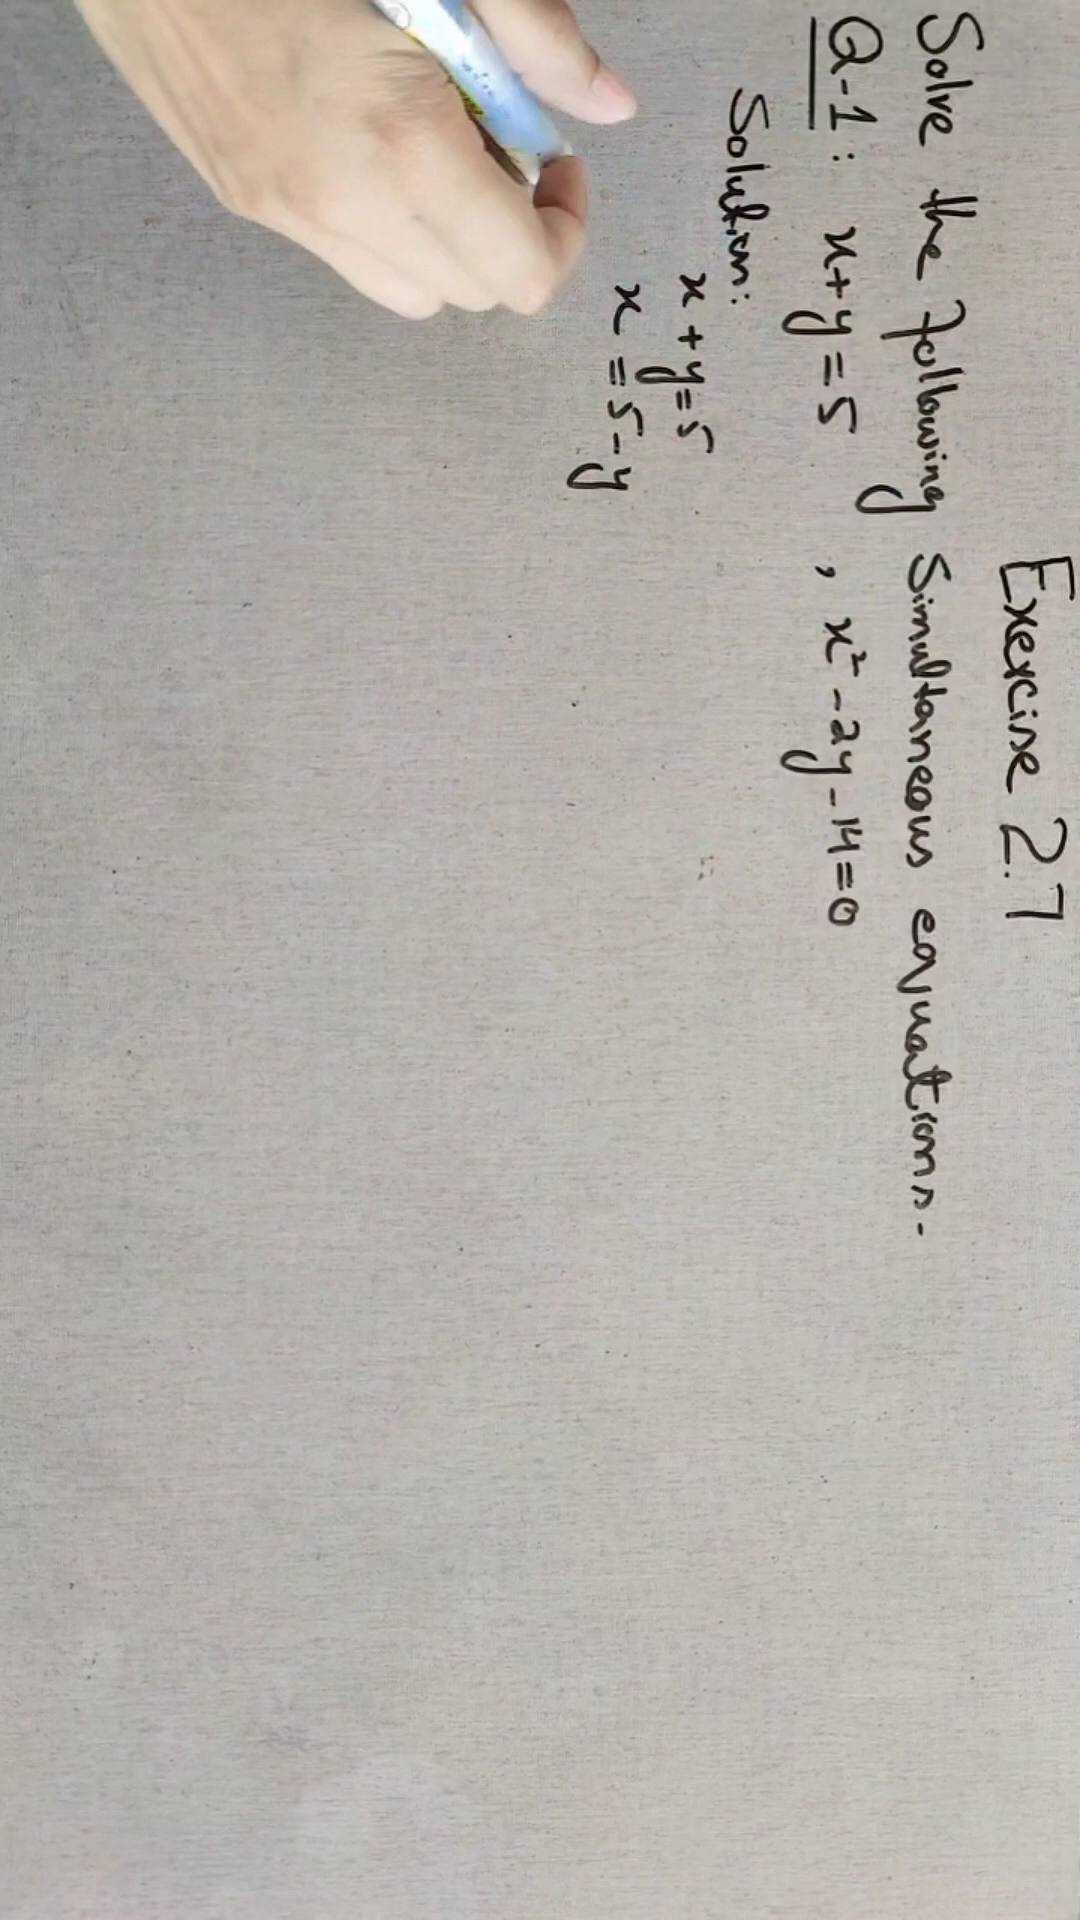 Exercise 2.7
Solve the following Simultaneous equations.
Q-1: x+y=5 , x²-2y-14=0
Solution:
x+y=5
x=5-y